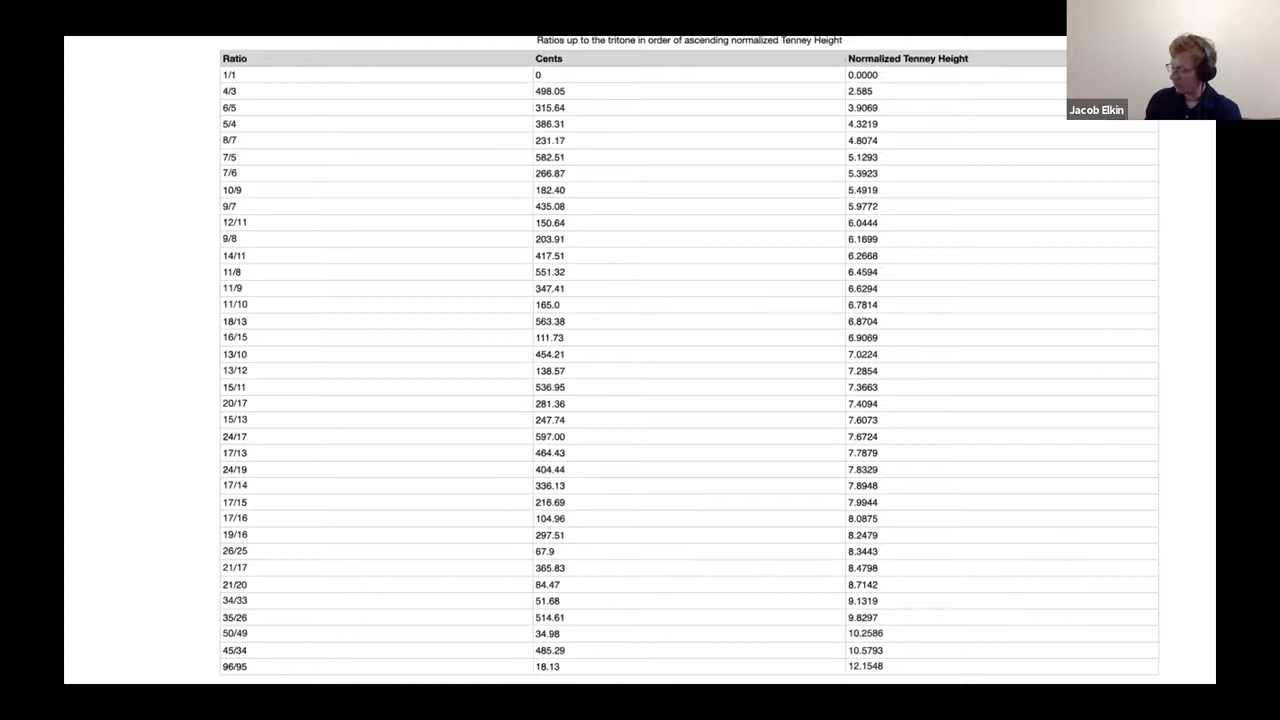 Ratios up to the tritone in order of ascending normalized Tenney Height
Ratio Cents Normalized Tenney Height
1/1 0 0.0000
4/3 498.05 2.585
6/5 315.64 3.9069
5/4 386.31 4.3219
8/7 231.17 4.8074
7/5 582.51 5.1293
7/6 266.87 5.3923
10/9 182.40 5.4919
9/7 435.08 5.9772
12/11 150.64 6.0444
9/8 203.91 6.1699
14/11 417.51 6.2668
11/8 551.32 6.4594
11/9 347.41 6.6294
11/10 165.0 6.7814
18/13 563.38 6.8704
16/15 111.73 6.9069
13/10 454.21 7.0224
13/12 138.57 7.2854
15/11 536.95 7.3663
20/17 281.36 7.4094
15/13 247.74 7.6073
24/17 597.00 7.6724
17/13 464.43 7.7879
24/19 404.44 7.8329
17/14 336.13 7.8948
17/15 216.69 7.9944
17/16 104.96 8.0875
19/16 297.51 8.2479
26/25 67.9 8.3443
21/17 365.83 8.4798
21/20 84.47 8.7142
34/33 51.68 9.1319
35/26 514.61 9.8297
50/49 34.98 10.2586
45/34 485.29 10.5793
96/95 18.13 12.1548
Jacob Elkin